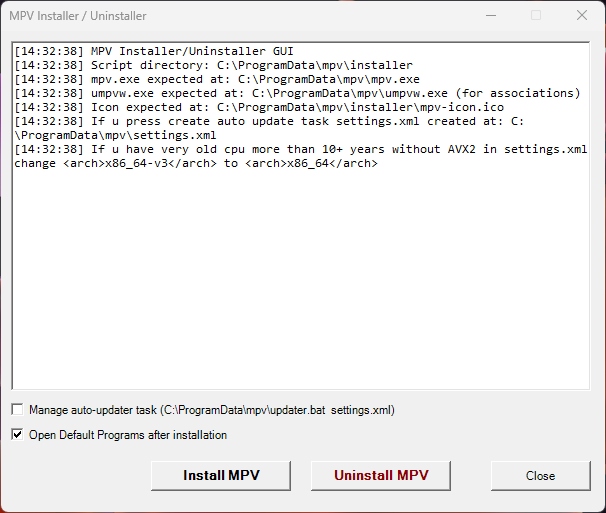 MPV Installer / Uninstaller
[14:32:38] MPV Installer/Uninstaller GUI
[14:32:38] Script directory: C:\ProgramData\mpv\installer
[14:32:38] mpv.exe expected at: C:\ProgramData\mpv\mpv.exe
[14:32:38] umpvw.exe expected at: C:\ProgramData\mpv\umpvw.exe (for associations)
[14:32:38] Icon expected at: C:\ProgramData\mpv\installer\mpv-icon.ico
[14:32:38] If u press create auto update task settings.xml created at: C:
\ProgramData\mpv\settings.xml
[14:32:38] If u have very old cpu more than 10+ years without AVX2 in settings.xml
change <arch>x86_64-v3</arch> to <arch>x86_64</arch>
Manage auto-updater task (C:\ProgramData\mpv\updater.bat  settings.xml)
Open Default Programs after installation
Install MPV
Uninstall MPV
Close